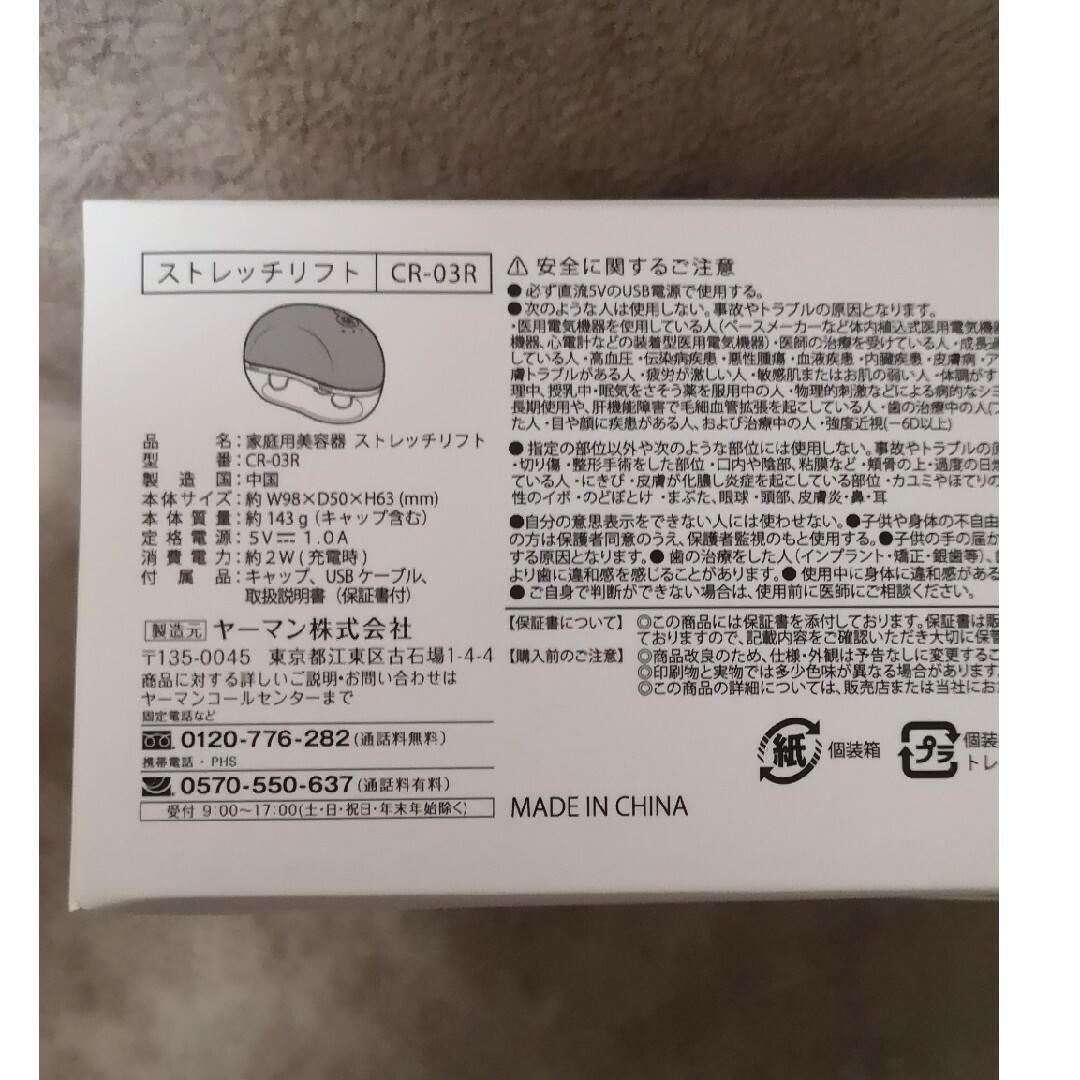 ストレッチリフト CR-03R
品名：家庭用美容器 ストレッチリフト
型番：CR-03R
製造国：中国
本体サイズ：約 W98×D50×H63 (mm)
本体質量：約 143 g（キャップ含む）
定格電源：5V⎓ 1.0A
消費電力：約 2W (充電時)
付属品：キャップ、USB ケーブル、
取扱説明書（保証書付）
製造元 ヤーマン株式会社
〒135-0045 東京都江東区古石場1-4-4
商品に対する詳しいご説明・お問い合わせは
ヤーマンコールセンターまで
固定電話など
0120-776-282 (通話料無料)
携帯電話・PHS
0570-550-637 (通話料有料)
受付 9:00～17:00(土・日・祝日・年末年始除く)
⚠ 安全に関するご注意
●必ず直流5VのUSB電源で使用する。
●次のような人は使用しない。事故やトラブルの原因となります。
・医用電気機器を使用している人(ペースメーカーなど体内植込式医用電気機器
機器、心電計などの装着型医用電気機器)・医師の治療を受けている人・成長過
している人・高血圧・伝染病疾患・悪性腫瘍・血液疾患・内臓疾患・皮膚病・ア
膚トラブルがある人・疲労が激しい人・敏感肌またはお肌の弱い人・体調がす
理中、授乳中・眠気をさそう薬を服用中の人・物理的刺激などによる病的なシミ
長期使用や、肝機能障害で毛細血管拡張を起こしている人・歯の治療中の人(
た人・目や顔に疾患がある人、および治療中の人・強度近視(－6D以上)
●指定の部位以外や次のような部位には使用しない。事故やトラブルの原
・切り傷・整形手術をした部位・口内や陰部、粘膜など・頬骨の上・過度の日焼
ている人・にきび・皮膚が化膿し炎症を起こしている部位・カユミやほてりの
性のイボ・のどぼとけ・まぶた、眼球・頭部、皮膚炎・鼻・耳
●自分の意思表示をできない人には使わせない。●子供や身体の不自由
の方は保護者同意のうえ、保護者監視のもと使用する。●子供の手の届か
する原因となります。●歯の治療をした人(インプラント・矯正・銀歯等)、
より歯に違和感を感じることがあります。●使用中に身体に違和感がある
●ご自身で判断ができない場合は、使用前に医師にご相談ください。
【保証書について】 ◎この商品には保証書を添付しております。保証書は販
ておりますので、記載内容をご確認いただき大切に保管
【購入前のご注意】 ◎商品改良のため、仕様・外観は予告なしに変更するこ
◎印刷物と実物では多少色味が異なる場合があります。
◎この商品の詳細については、販売店または当社にお
紙 個装箱
プラ 個装
トレ
MADE IN CHINA